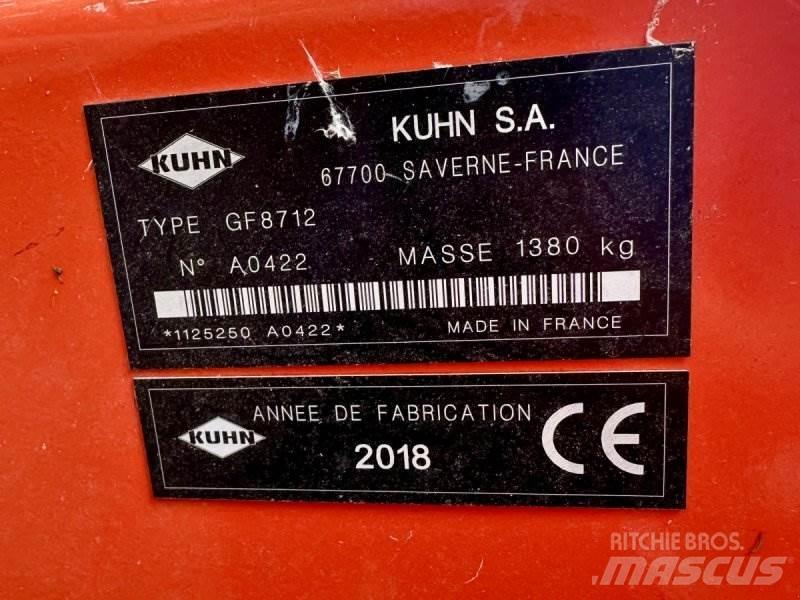 KUHN
KUHN S.A.
67700 SAVERNE-FRANCE
TYPE GF8712
N° A0422 MASSE 1380 kg
*1125250 A0422*
MADE IN FRANCE
KUHN
ANNEE DE FABRICATION
2018
CE
RITCHIE BROS.
MASCUS